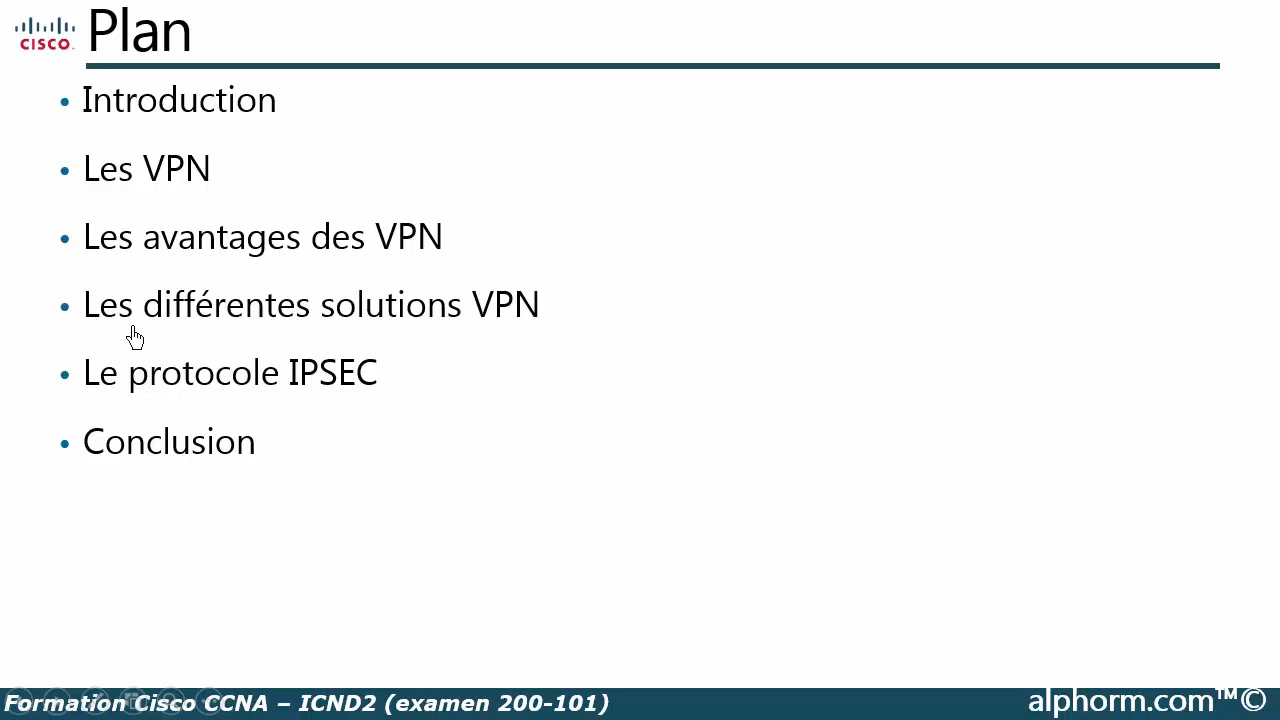 CISCO
Plan
• Introduction
• Les VPN
• Les avantages des VPN
• Les différentes solutions VPN
• Le protocole IPSEC
• Conclusion
Formation Cisco CCNA – ICND2 (examen 200-101)
alphorm.com™©